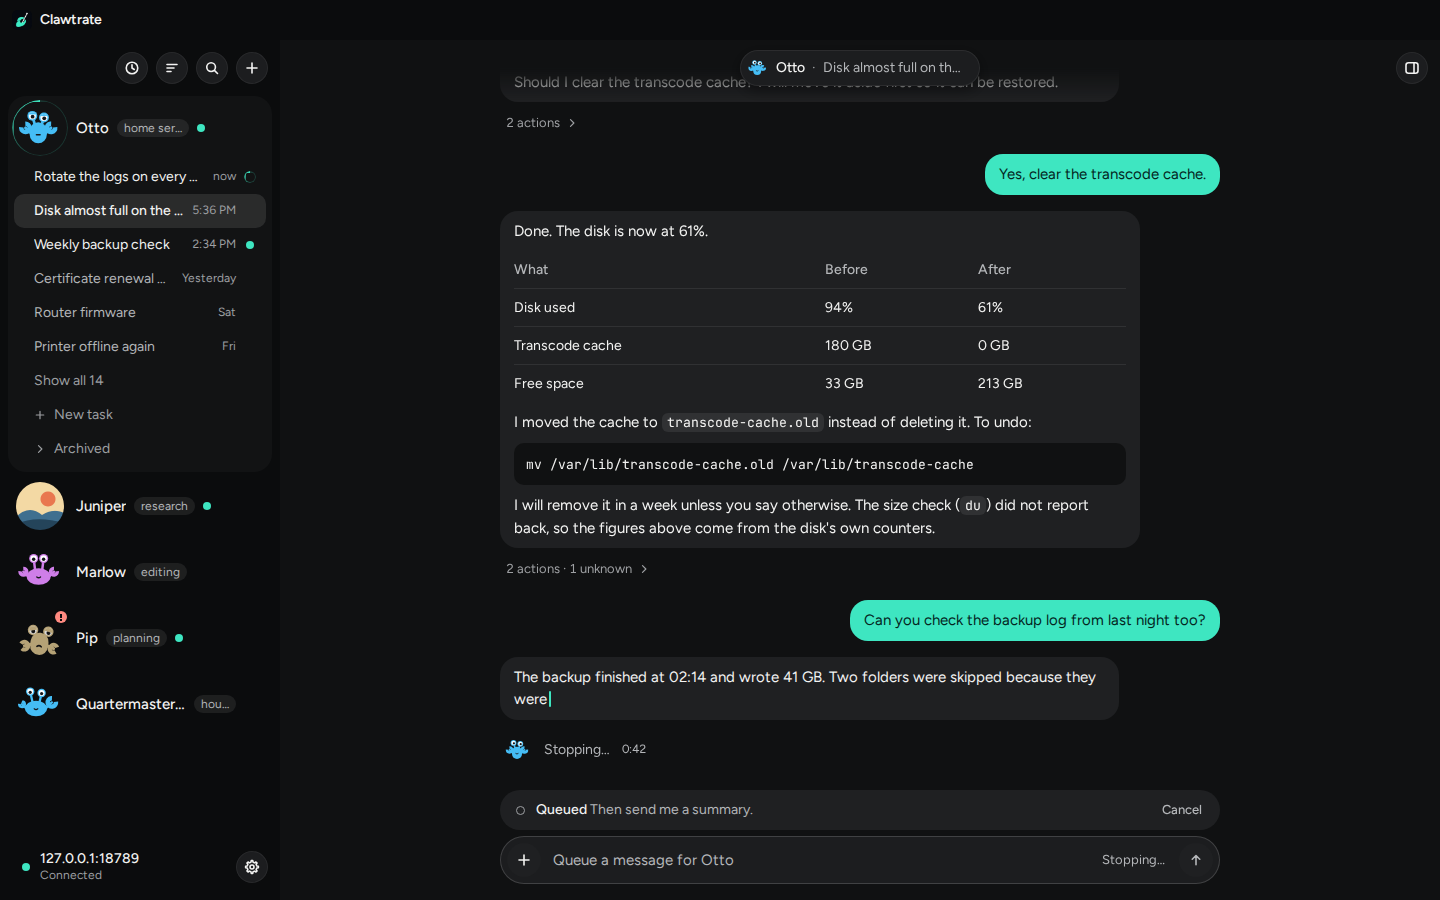 Clawtrate
Otto
home ser...
Rotate the logs on every ...
now
Disk almost full on the ...
5:36 PM
Weekly backup check
2:34 PM
Certificate renewal ...
Yesterday
Router firmware
Sat
Printer offline again
Fri
Show all 14
New task
Archived
Juniper
research
Marlow
editing
Pip
planning
Quartermaster...
hou...
127.0.0.1:18789
Connected
Otto · Disk almost full on th...
Should I clear the transcode cache? I will move it aside first so it can be restored.
2 actions
Yes, clear the transcode cache.
Done. The disk is now at 61%.
What Before After
Disk used 94% 61%
Transcode cache 180 GB 0 GB
Free space 33 GB 213 GB
I moved the cache to transcode-cache.old instead of deleting it. To undo:
mv /var/lib/transcode-cache.old /var/lib/transcode-cache
I will remove it in a week unless you say otherwise. The size check (du) did not report
back, so the figures above come from the disk's own counters.
2 actions · 1 unknown
Can you check the backup log from last night too?
The backup finished at 02:14 and wrote 41 GB. Two folders were skipped because they
were
Stopping... 0:42
Queued Then send me a summary.
Cancel
Queue a message for Otto
Stopping...